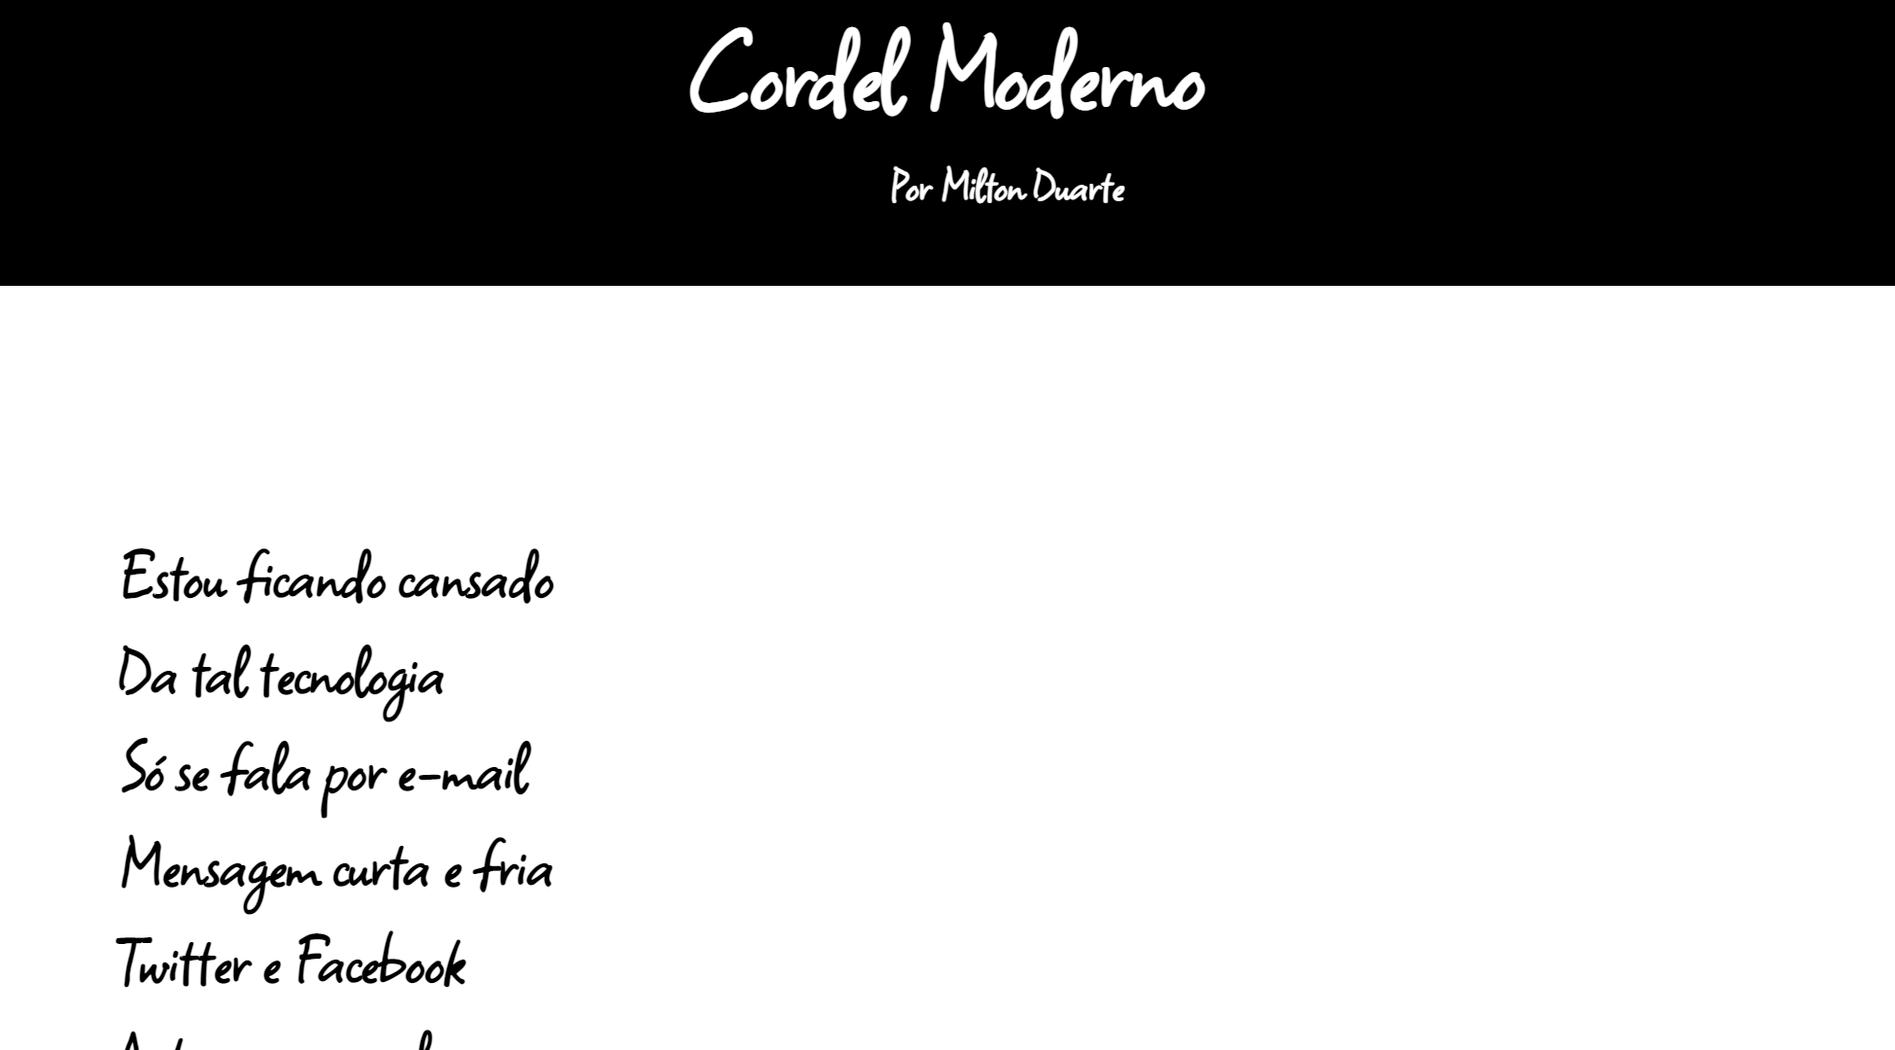 Cordel Moderno
Por Milton Duarte
Estou ficando cansado
Da tal tecnologia
Só se fala por e-mail
Mensagem curta e fria
Twitter e Facebook